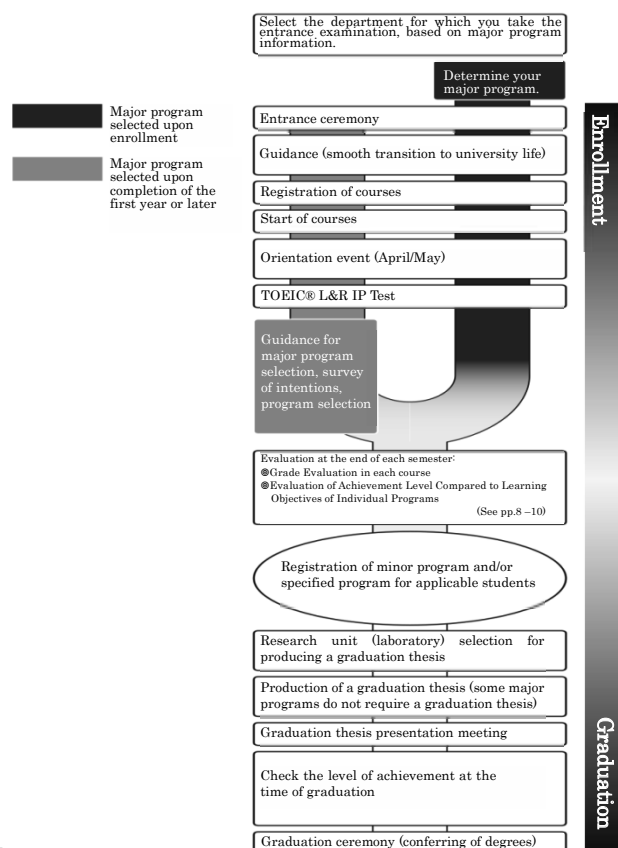 Select the department for which you take the
entrance examination, based on major program
information.
Determine your
major program.
Major program
selected upon
enrollment
Major program
selected upon
completion of the
first year or later
Enrollment
Entrance ceremony
Guidance (smooth transition to university life)
Registration of courses
Start of courses
Orientation event (April/May)
TOEIC® L&R IP Test
Guidance for
major program
selection, survey
of intentions,
program selection
Evaluation at the end of each semester:
◎Grade Evaluation in each course
◎Evaluation of Achievement Level Compared to Learning
Objectives of Individual Programs
(See pp.8 –10)
Registration of minor program and/or
specified program for applicable students
Research unit (laboratory) selection for
producing a graduation thesis
Production of a graduation thesis (some major
programs do not require a graduation thesis)
Graduation thesis presentation meeting
Check the level of achievement at the
time of graduation
Graduation ceremony (conferring of degrees)
Graduation